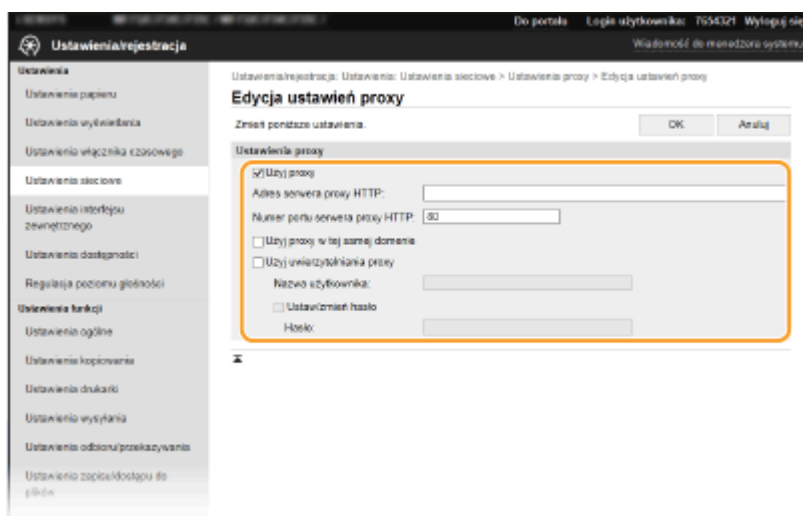 Do portalu Login użytkownika: 7654321 Wyloguj się
Ustawienia/rejestracja
Wiadomość do menedżera systemu
Ustawienia
Ustawienia papieru
Ustawienia wyświetlania
Ustawienia włącznika czasowego
Ustawienia sieciowe
Ustawienia interfejsu
zewnętrznego
Ustawienia dostępności
Regulacja poziomu głośności
Ustawienia funkcji
Ustawienia ogólne
Ustawienia kopiowania
Ustawienia drukarki
Ustawienia wysyłania
Ustawienia odbioru/przekazywania
Ustawienia zapisu/dostępu do
plików
Ustawienia/rejestracja: Ustawienia: Ustawienia sieciowe > Ustawienia proxy > Edycja ustawień proxy
Edycja ustawień proxy
Zmień poniższe ustawienia.
OK Anuluj
Ustawienia proxy
Użyj proxy
Adres serwera proxy HTTP:
Numer portu serwera proxy HTTP: 80
Użyj proxy w tej samej domenie
Użyj uwierzytelniania proxy
Nazwa użytkownika:
Ustaw/zmień hasło
Hasło: